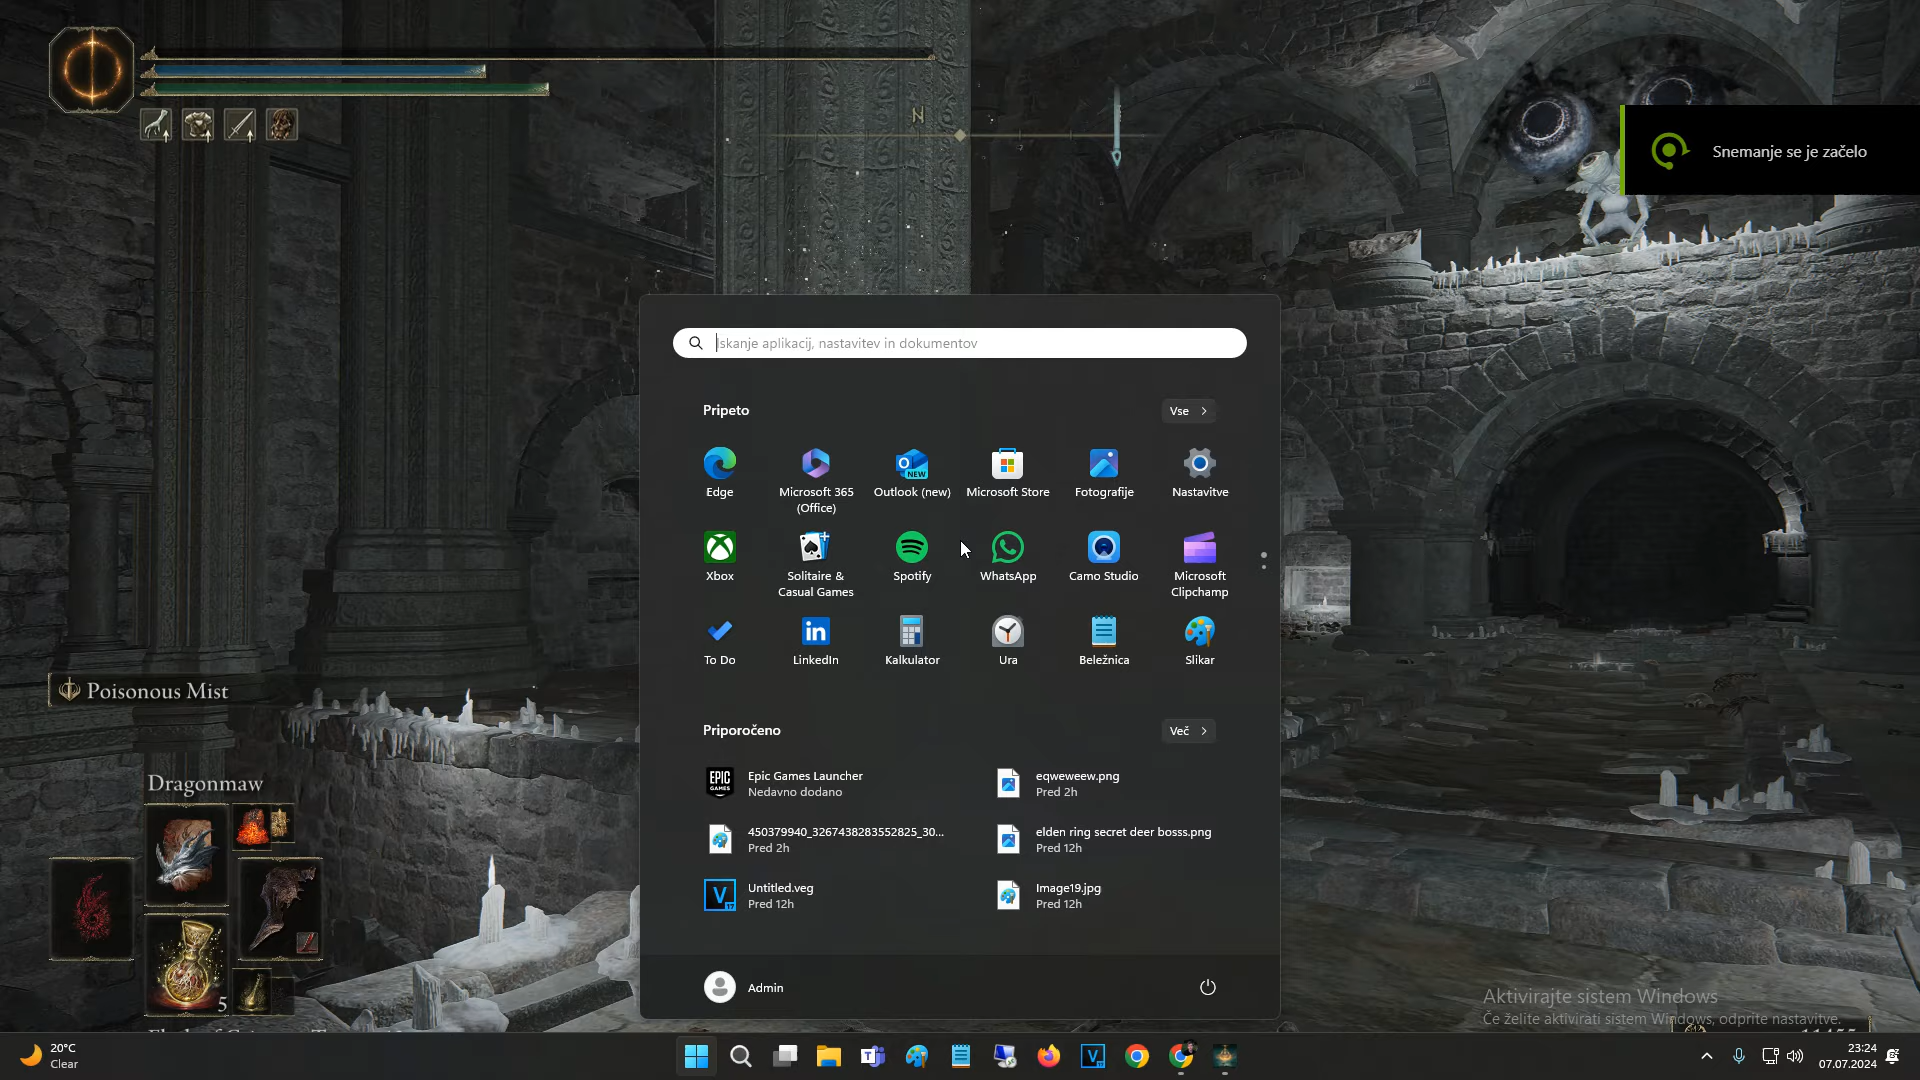 N
Snemanje se je začelo
Iskanje aplikacij, nastavitev in dokumentov
Pripeto
Vse
Edge
Microsoft 365
(Office)
Outlook (new)
Microsoft Store
Fotografije
Nastavitve
Xbox
Solitaire &
Casual Games
Spotify
WhatsApp
Camo Studio
Microsoft
Clipchamp
To Do
LinkedIn
Kalkulator
Ura
Beležnica
Slikar
Poisonous Mist
Priporočeno
Več
Epic Games Launcher
Nedavno dodano
eqweweew.png
Pred 2h
450379940_3267438283552825_30...
Pred 2h
elden ring secret deer bosss.png
Pred 12h
Untitled.veg
Pred 12h
Image19.jpg
Pred 12h
Dragonmaw
5
Admin
Aktivirajte sistem Windows
Če želite aktivirati sistem Windows, odprite nastavitve.
20°C
Clear
23:24
07.07.2024